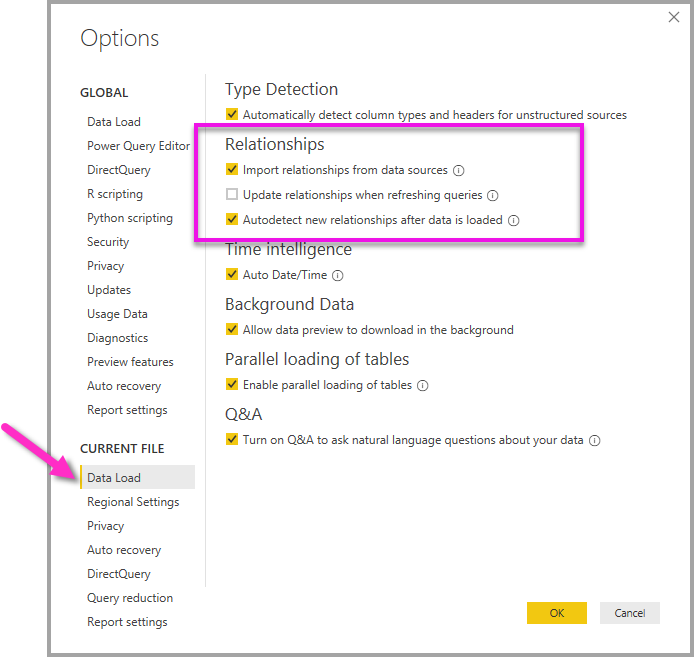 Options
GLOBAL
Data Load
Power Query Editor
DirectQuery
R scripting
Python scripting
Security
Privacy
Updates
Usage Data
Diagnostics
Preview features
Auto recovery
Report settings
CURRENT FILE
Data Load
Regional Settings
Privacy
Auto recovery
DirectQuery
Query reduction
Report settings
Type Detection
Automatically detect column types and headers for unstructured sources
Relationships
Import relationships from data sources
Update relationships when refreshing queries
Autodetect new relationships after data is loaded
Time intelligence
Auto Date/Time
Background Data
Allow data preview to download in the background
Parallel loading of tables
Enable parallel loading of tables
Q&A
Turn on Q&A to ask natural language questions about your data
OK
Cancel